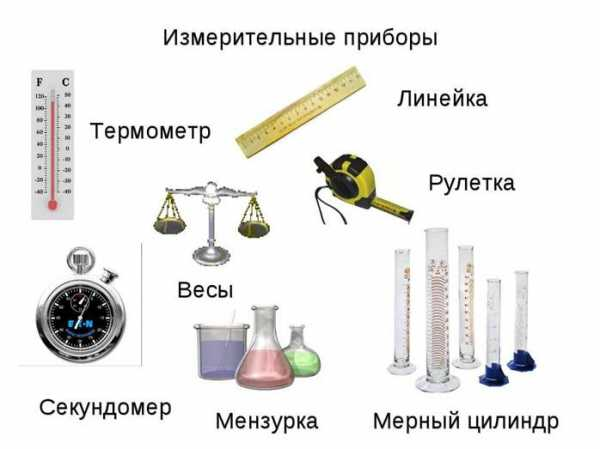 Измерительные приборы
F C
Линейка
Термометр
Рулетка
Весы
Секундомер
Мензурка
Мерный цилиндр